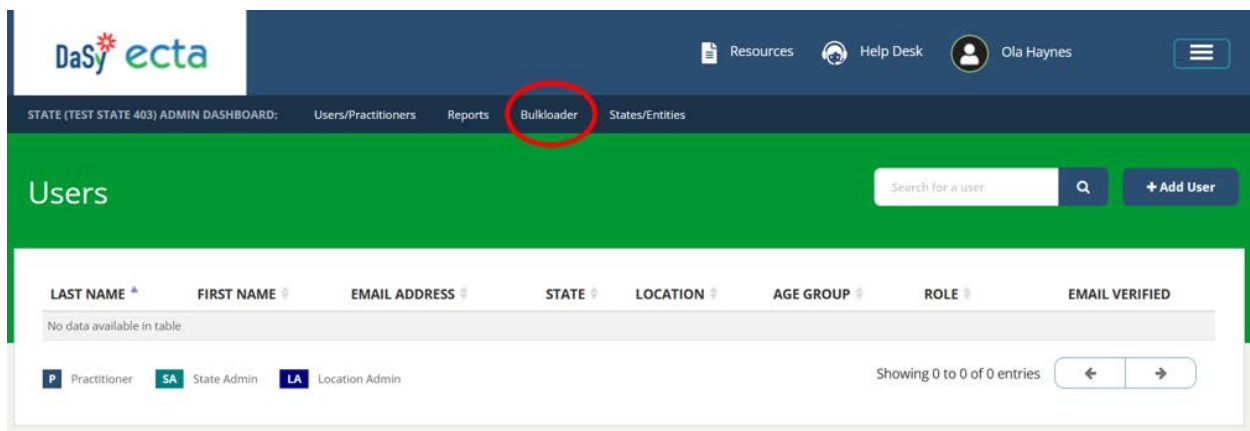 DaSy ecta
Resources Help Desk Ola Haynes
STATE (TEST STATE 403) ADMIN DASHBOARD: Users/Practitioners Reports Bulkloader States/Entities
Users
Search for a user
+ Add User
LAST NAME FIRST NAME EMAIL ADDRESS STATE LOCATION AGE GROUP ROLE EMAIL VERIFIED
No data available in table
P Practitioner SA State Admin LA Location Admin
Showing 0 to 0 of 0 entries